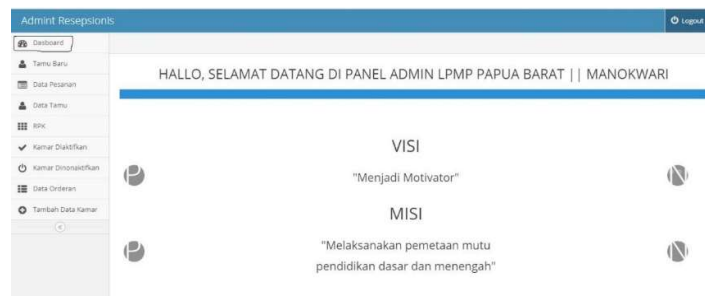 Admint Resepsionis
Logout
Dasboard
Tamu Baru
Data Pesanan
Data Tamu
RPK
Kamar Diaktifkan
Kamar Dinonaktifkan
Data Orderan
Tambah Data Kamar
HALLO, SELAMAT DATANG DI PANEL ADMIN LPMP PAPUA BARAT || MANOKWARI
VISI
P
"Menjadi Motivator"
N
MISI
P
"Melaksanakan pemetaan mutu
pendidikan dasar dan menengah"
N